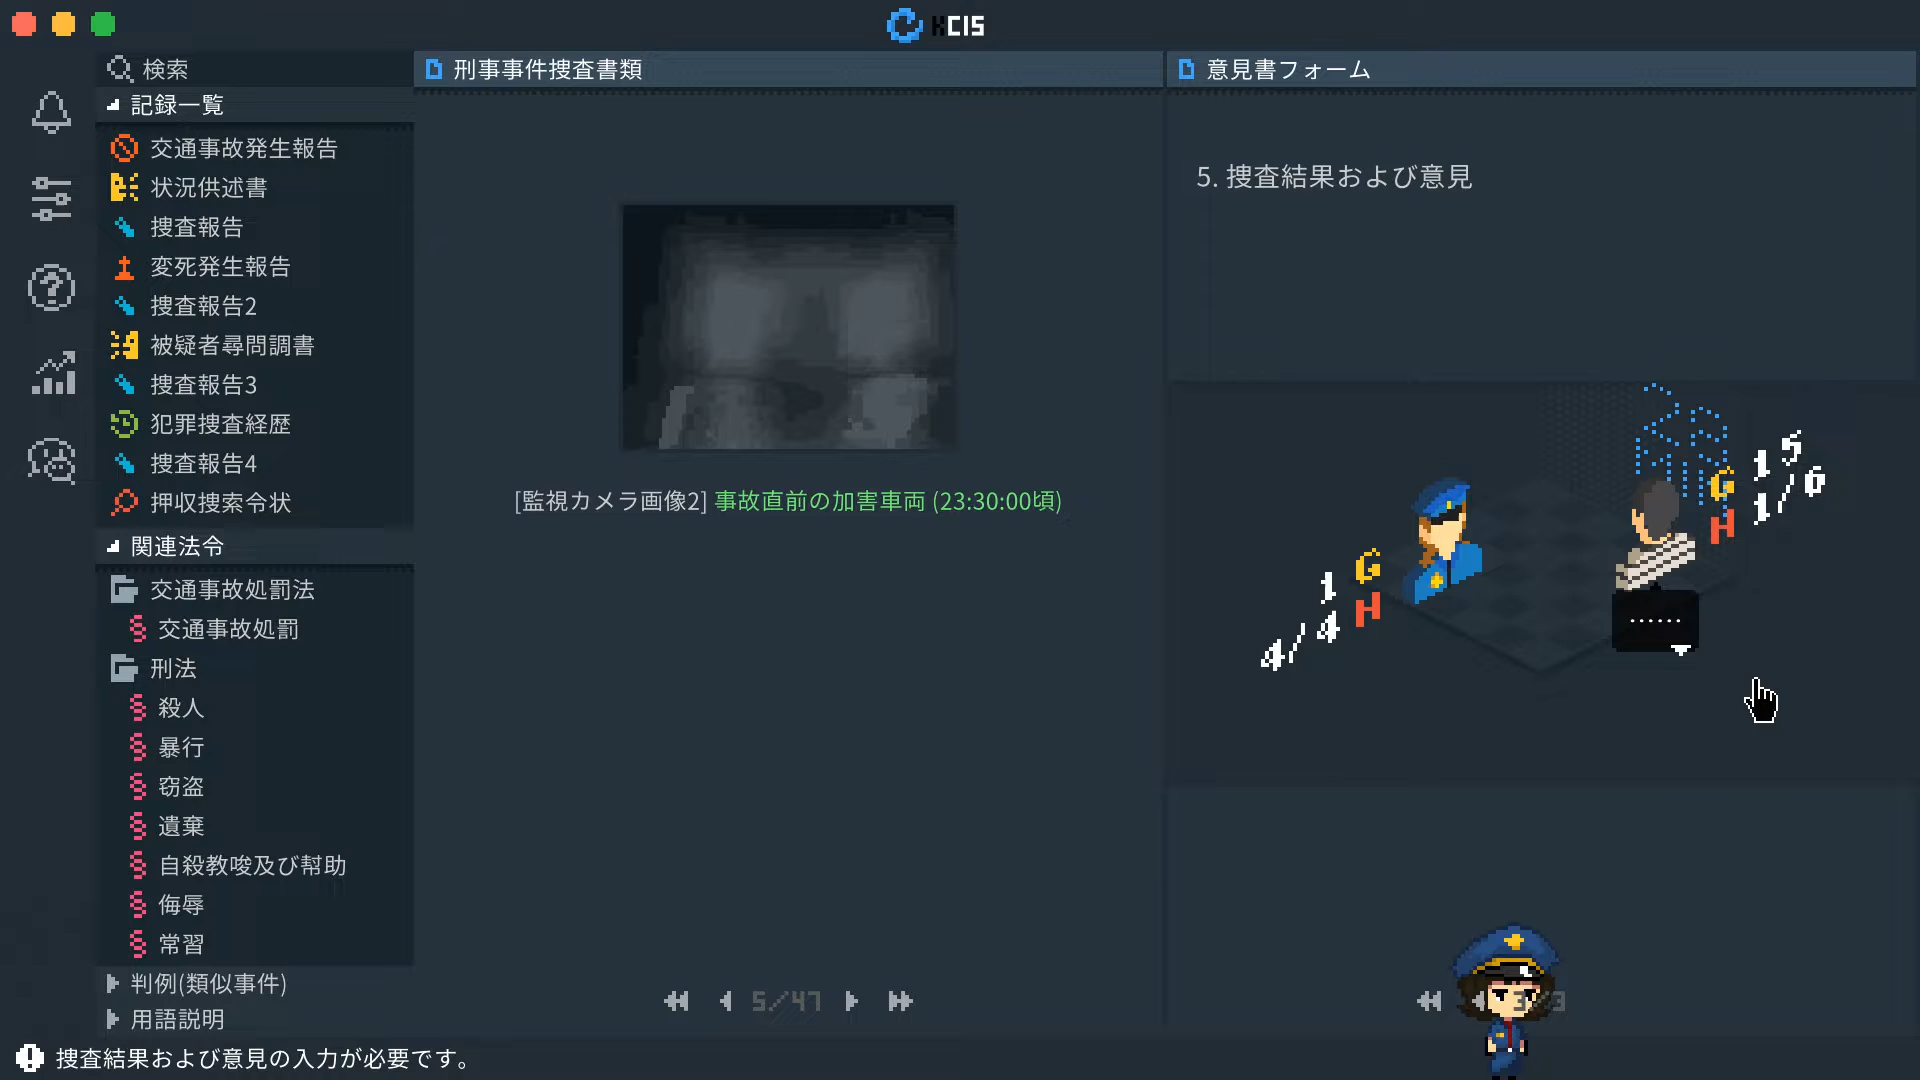 KCIS
検索
記録一覧
交通事故発生報告
状況供述書
捜査報告
変死発生報告
捜査報告2
被疑者尋問調書
捜査報告3
犯罪捜査経歴
捜査報告4
押収捜索令状
関連法令
交通事故処罰法
交通事故処罰
刑法
殺人
暴行
窃盗
遺棄
自殺教唆及び幇助
侮辱
常習
判例(類似事件)
用語説明
刑事事件捜査書類
[監視カメラ画像2] 事故直前の加害車両 (23:30:00頃)
5/47
意見書フォーム
5. 捜査結果および意見
G 15
H 1/6
1 G
4/4 H
......
3/3
捜査結果および意見の入力が必要です。